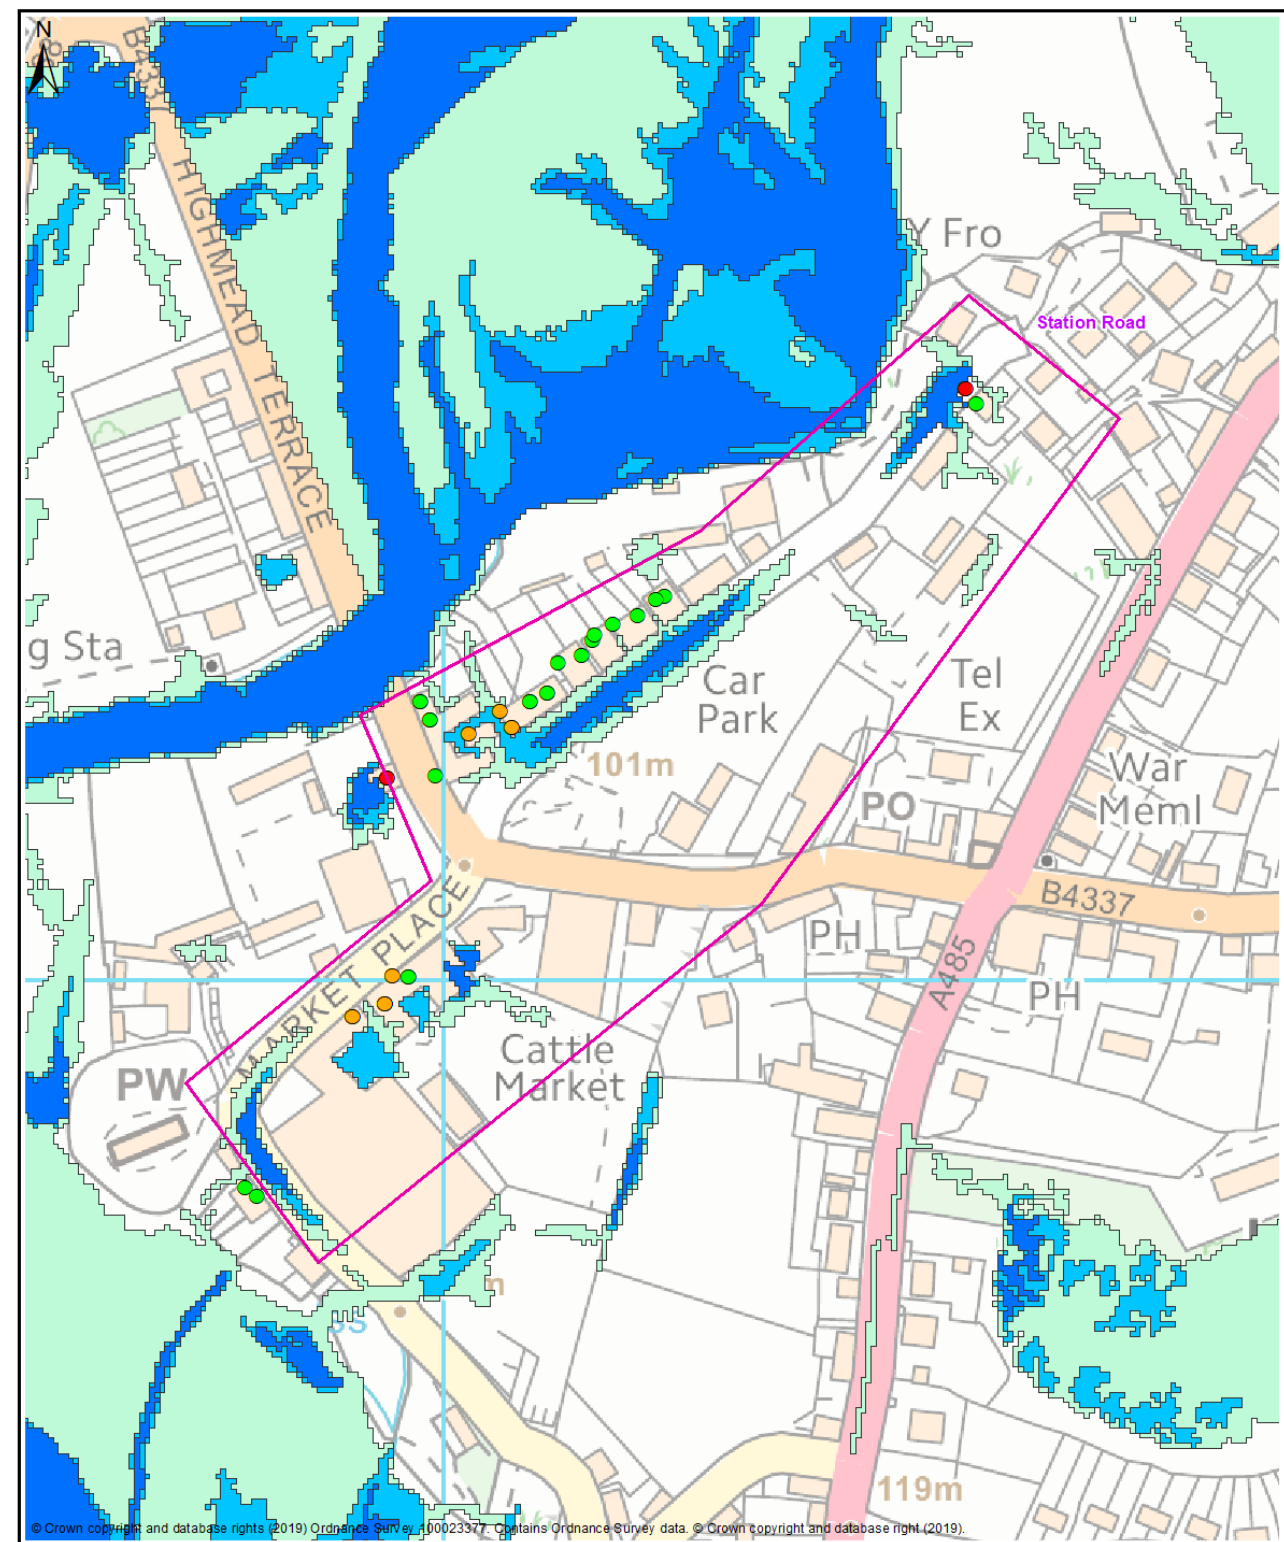 N
B4337
HIGHMEAD TERRACE
Y Fro
Station Road
g Sta
Car
Park
Tel
Ex
101m
War
Meml
PO
B4337
MARKET PLACE
PH
A485
PH
Cattle
Market
PW
m
SS
119m
© Crown copyright and database rights (2019) Ordnance Survey 100023377. Contains Ordnance Survey data. © Crown copyright and database right (2019).